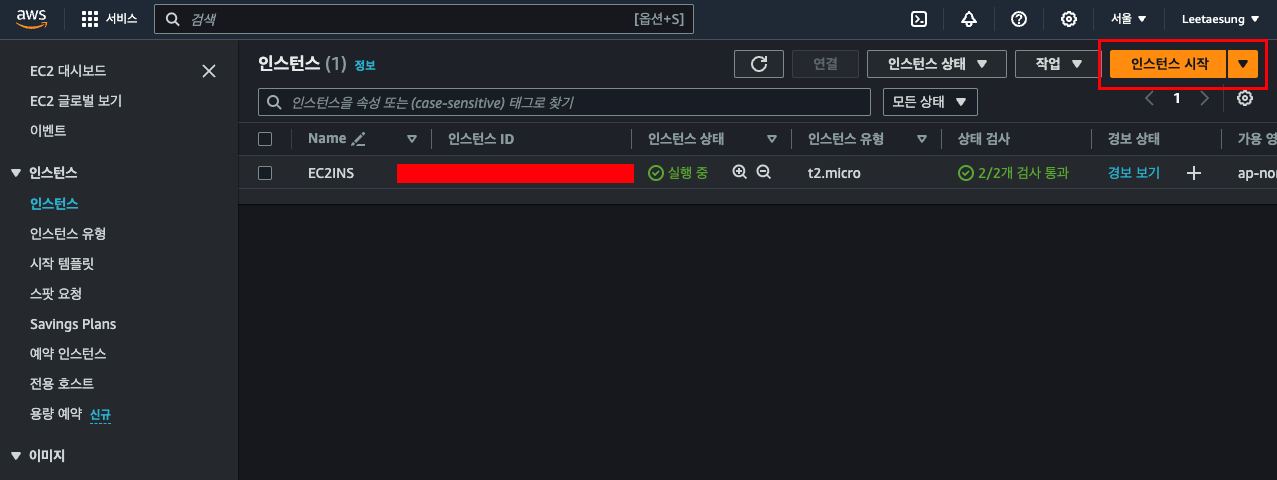 aws 서비스 검색 [옵션+S] 서울 Leetaesung
EC2 대시보드
EC2 글로벌 보기
이벤트
인스턴스
인스턴스
인스턴스 유형
시작 템플릿
스팟 요청
Savings Plans
예약 인스턴스
전용 호스트
용량 예약 신규
이미지
인스턴스 (1) 정보 연결 인스턴스 상태 작업 인스턴스 시작
인스턴스을 속성 또는 (case-sensitive) 태그로 찾기 모든 상태 1
Name 인스턴스 ID 인스턴스 상태 인스턴스 유형 상태 검사 경보 상태 가용 영
EC2INS 실행 중 t2.micro 2/2개 검사 통과 경보 보기 ap-nor